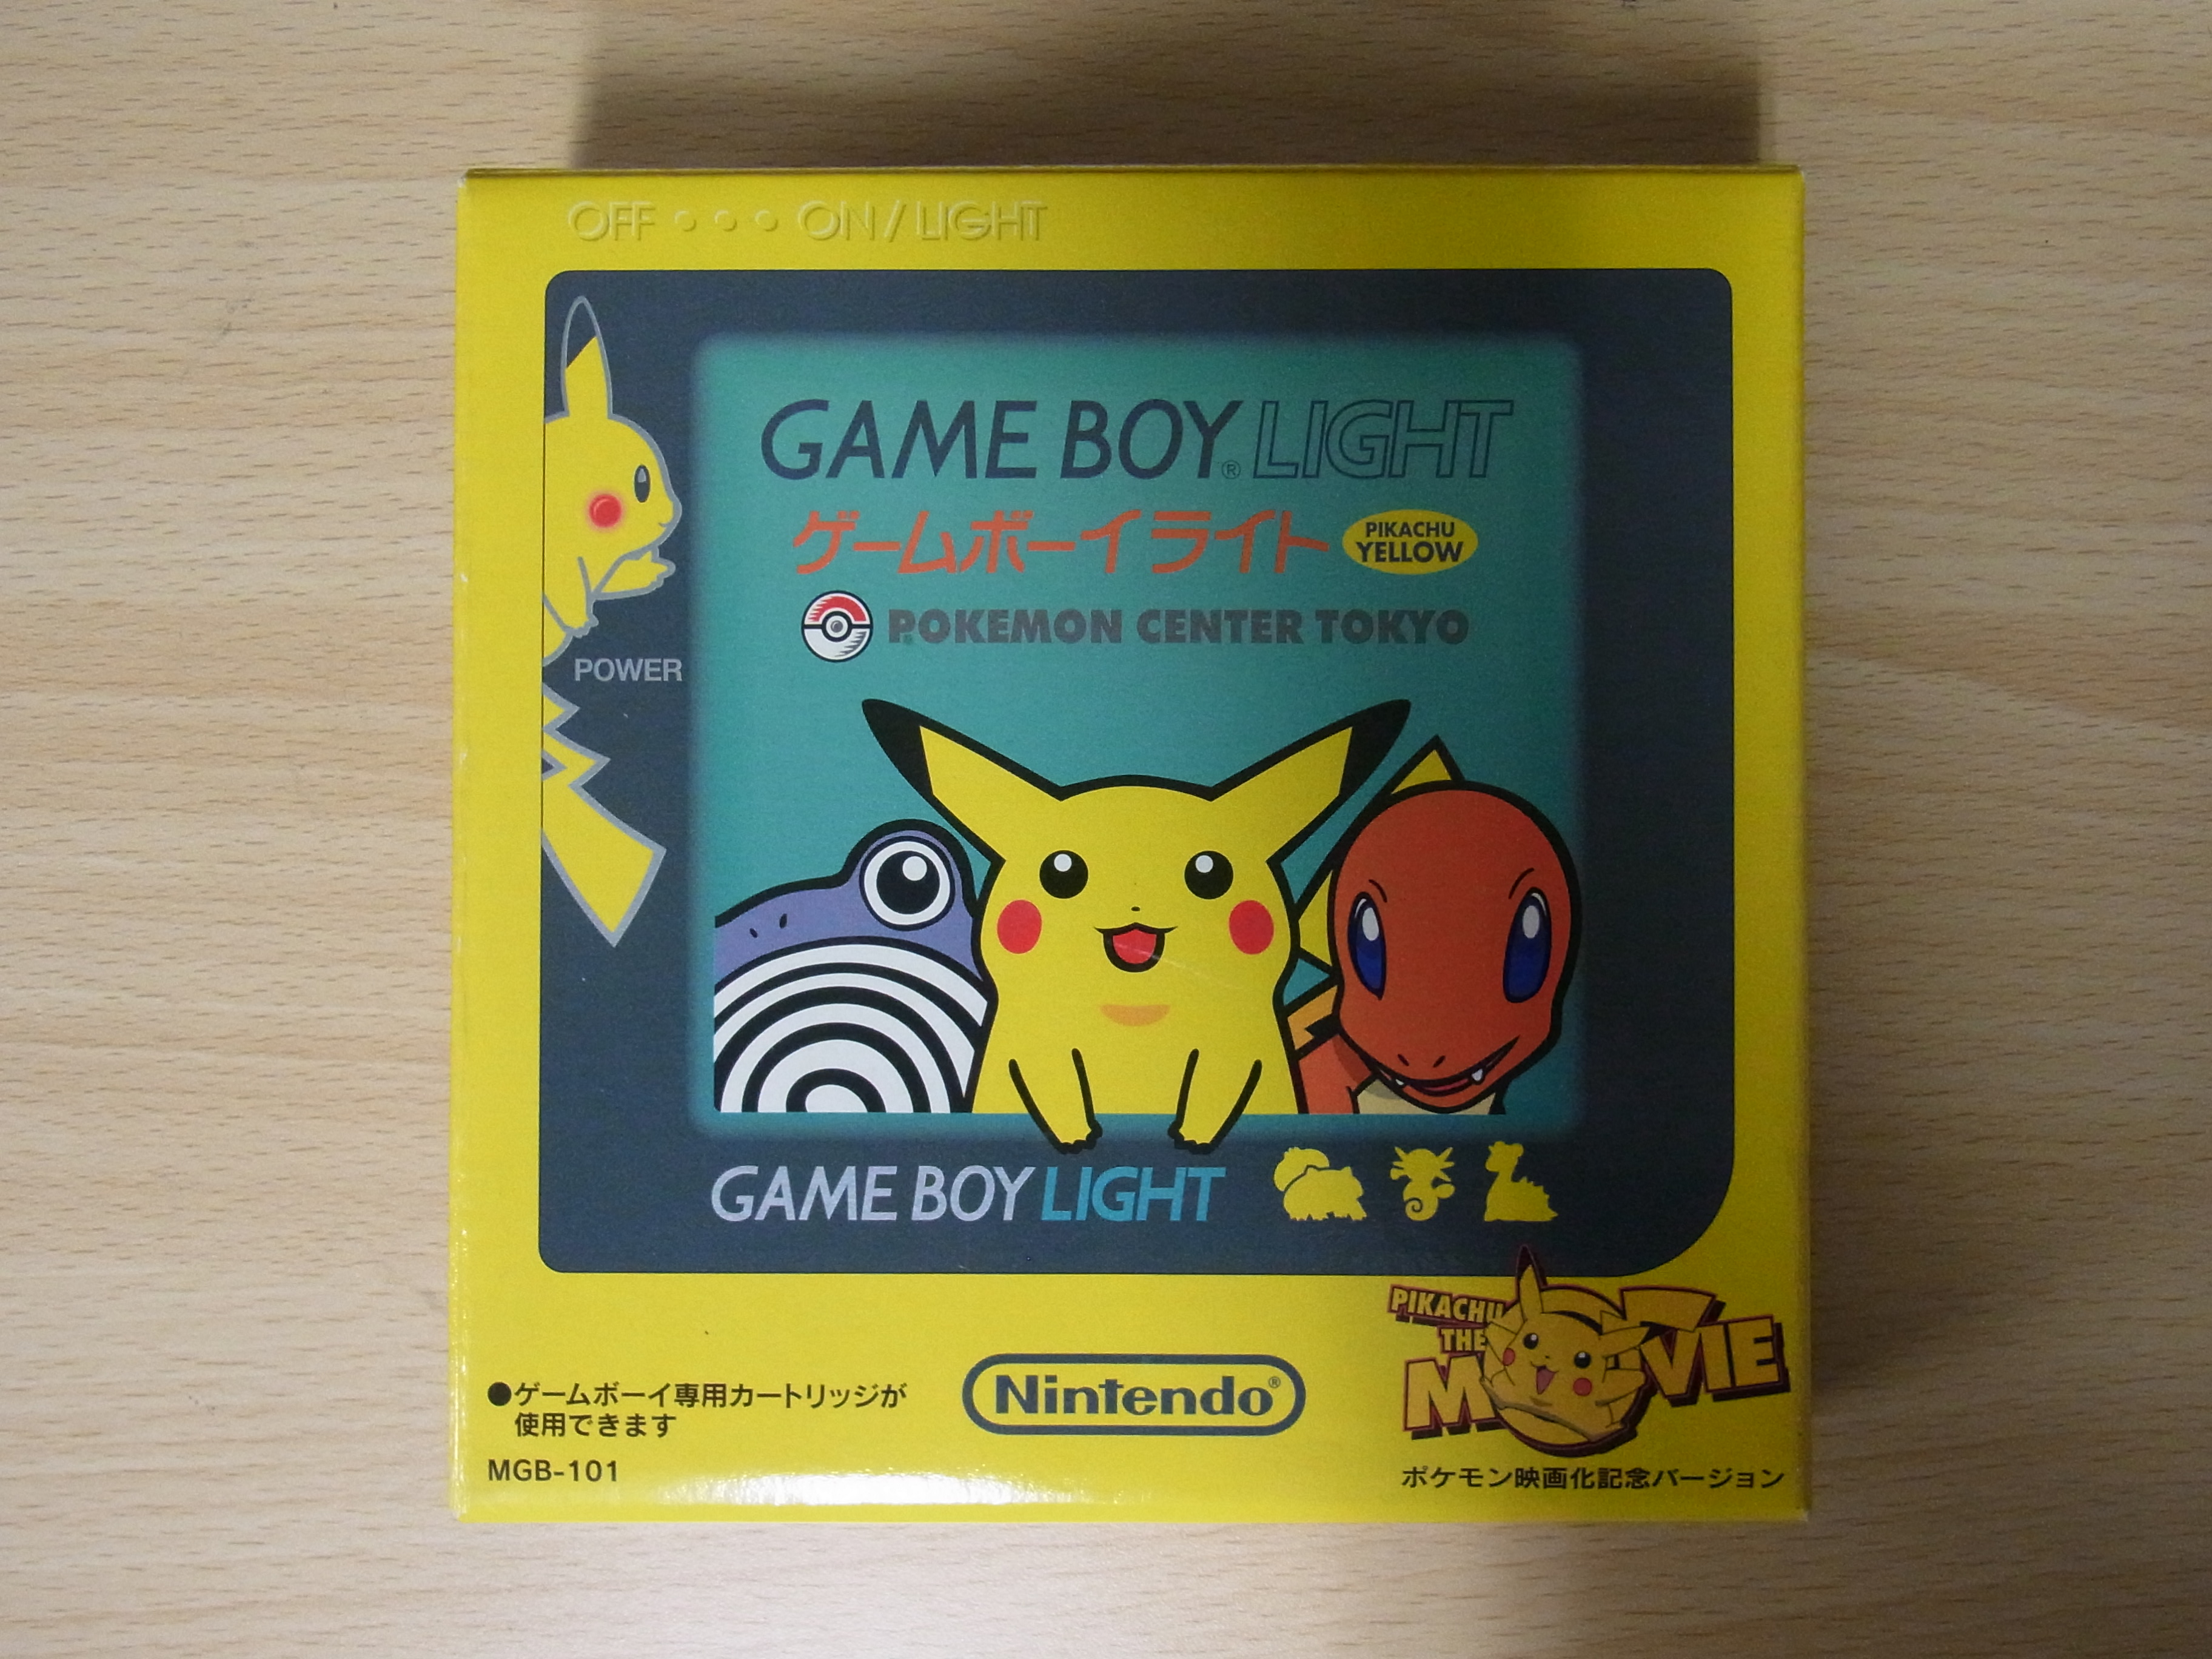 OFF ・・・ ON / LIGHT
GAME BOY® LIGHT
ゲームボーイライト
PIKACHU
YELLOW
POKEMON CENTER TOKYO
POWER
GAME BOY LIGHT
PIKACHU
THE
MOVIE
●ゲームボーイ専用カートリッジが
使用できます
Nintendo®
MGB-101
ポケモン映画化記念バージョン